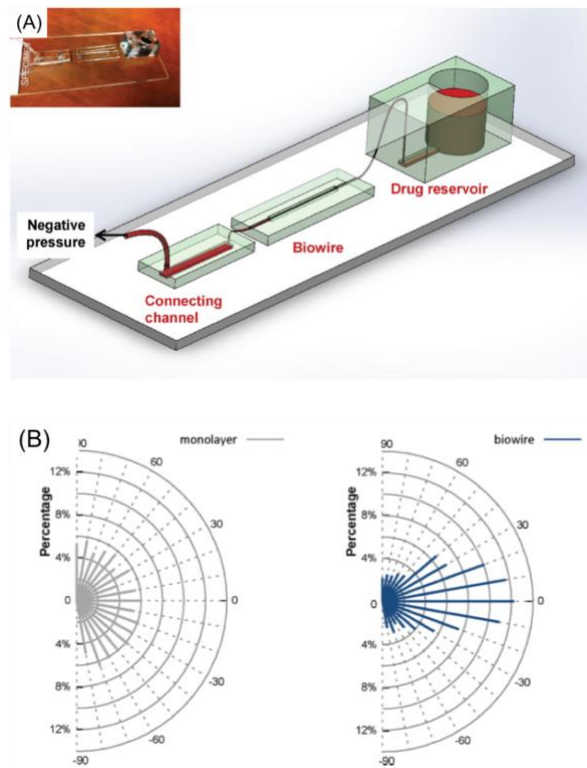 (A)
SPECIM
Drug reservoir
Negative
pressure
Biowire
Connecting
channel
(B)
monolayer
90
60
30
0
-30
-60
-90
Percentage
12%
8%
4%
0
4%
8%
12%
biowire
90
60
30
0
-30
-60
-90
Percentage
12%
8%
4%
0
4%
8%
12%